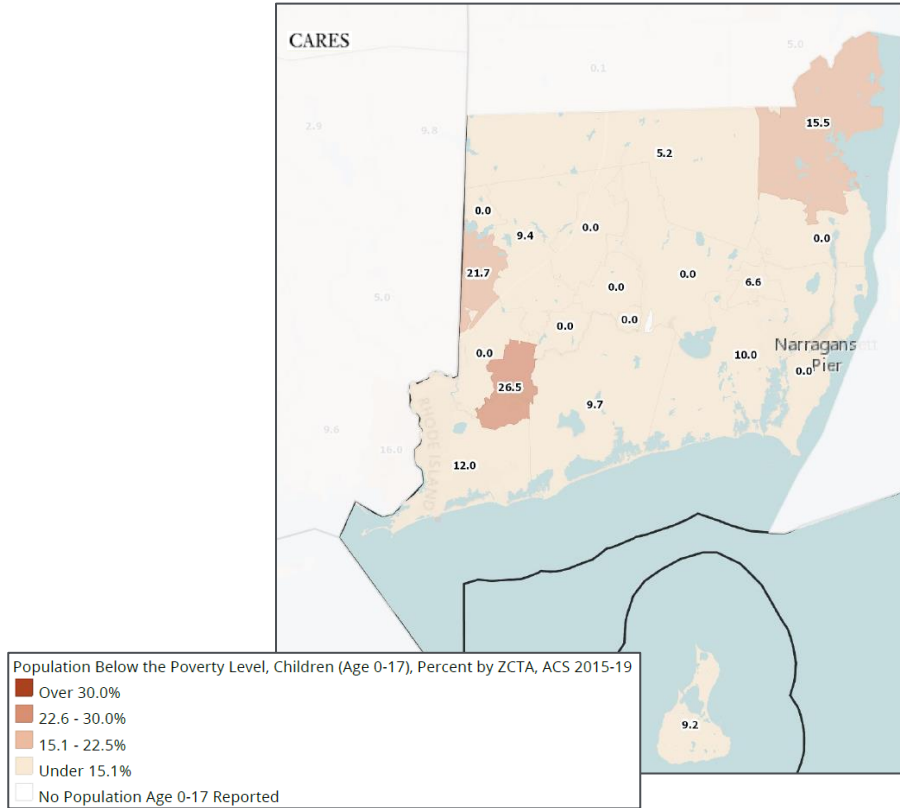 CARES
5.0
0.1
2.9
9.8
15.5
5.2
0.0
9.4
0.0
0.0
21.7
0.0
6.6
0.0
5.0
0.0
0.0
Narragansett
Pier
0.0
10.0
0.0
26.5
9.7
RHODE ISLAND
9.6
16.0
12.0
9.2
Population Below the Poverty Level, Children (Age 0-17), Percent by ZCTA, ACS 2015-19
Over 30.0%
22.6 - 30.0%
15.1 - 22.5%
Under 15.1%
No Population Age 0-17 Reported